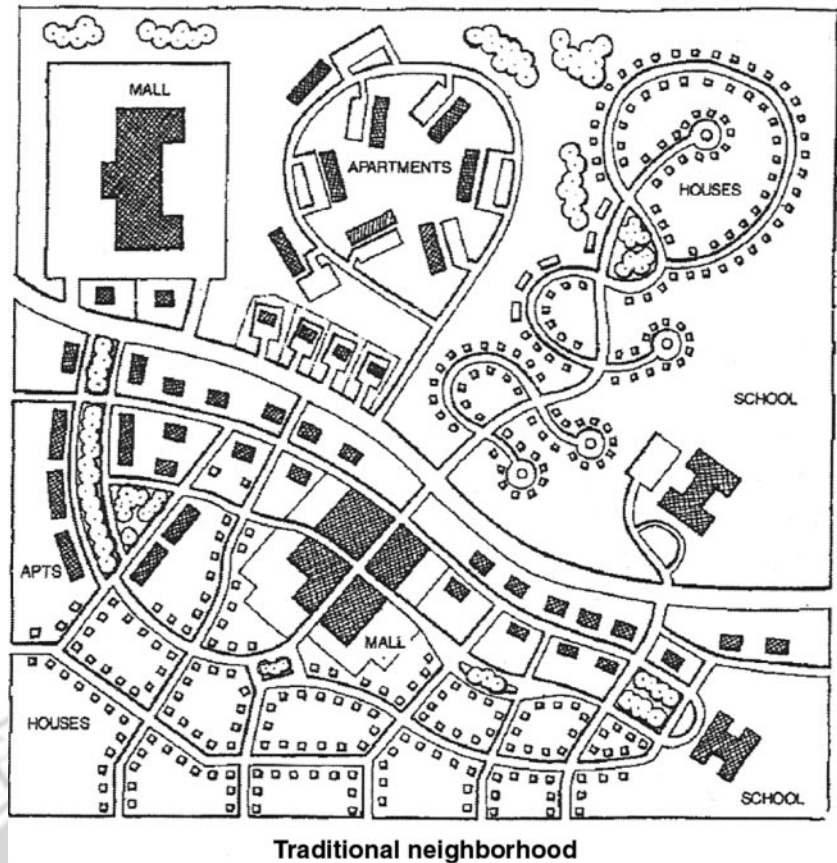 MALL
APARTMENTS
HOUSES
SCHOOL
APTS
MALL
HOUSES
SCHOOL
Traditional neighborhood